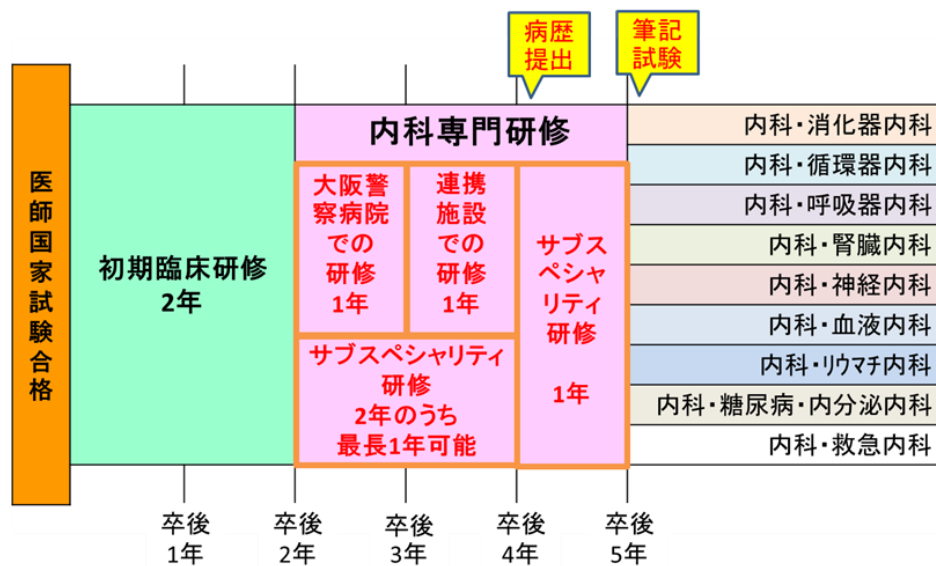 病歴
提出
筆記
試験
医師国家試験合格
初期臨床研修
2年
内科専門研修
大阪警
察病院
での
研修
1年
連携
施設
での
研修
1年
サブスペシャリティ
研修
2年のうち
最長1年可能
サブス
ペシャ
リティ
研修
1年
内科・消化器内科
内科・循環器内科
内科・呼吸器内科
内科・腎臓内科
内科・神経内科
内科・血液内科
内科・リウマチ内科
内科・糖尿病・内分泌内科
内科・救急内科
卒後
1年
卒後
2年
卒後
3年
卒後
4年
卒後
5年